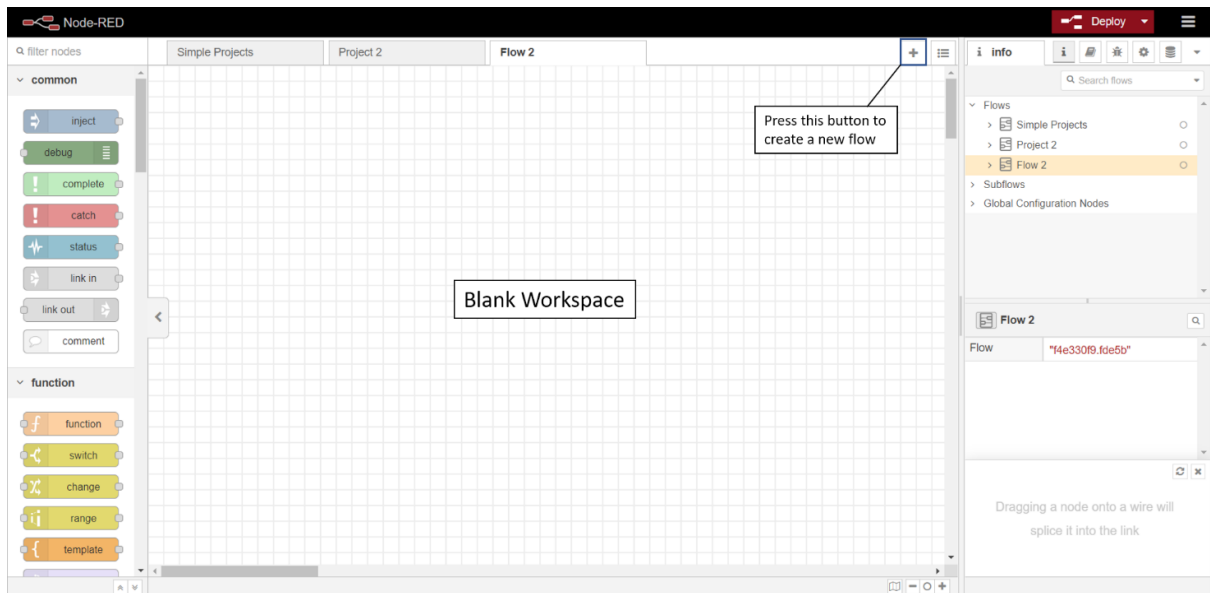 Node-RED
Deploy
filter nodes
Simple Projects
Project 2
Flow 2
info
common
inject
debug
complete
catch
status
link in
link out
comment
function
function
switch
change
range
template
Press this button to
create a new flow
Blank Workspace
Search flows
Flows
Simple Projects
Project 2
Flow 2
Subflows
Global Configuration Nodes
Flow 2
Flow "f4e330f9.fde5b"
Dragging a node onto a wire will
splice it into the link